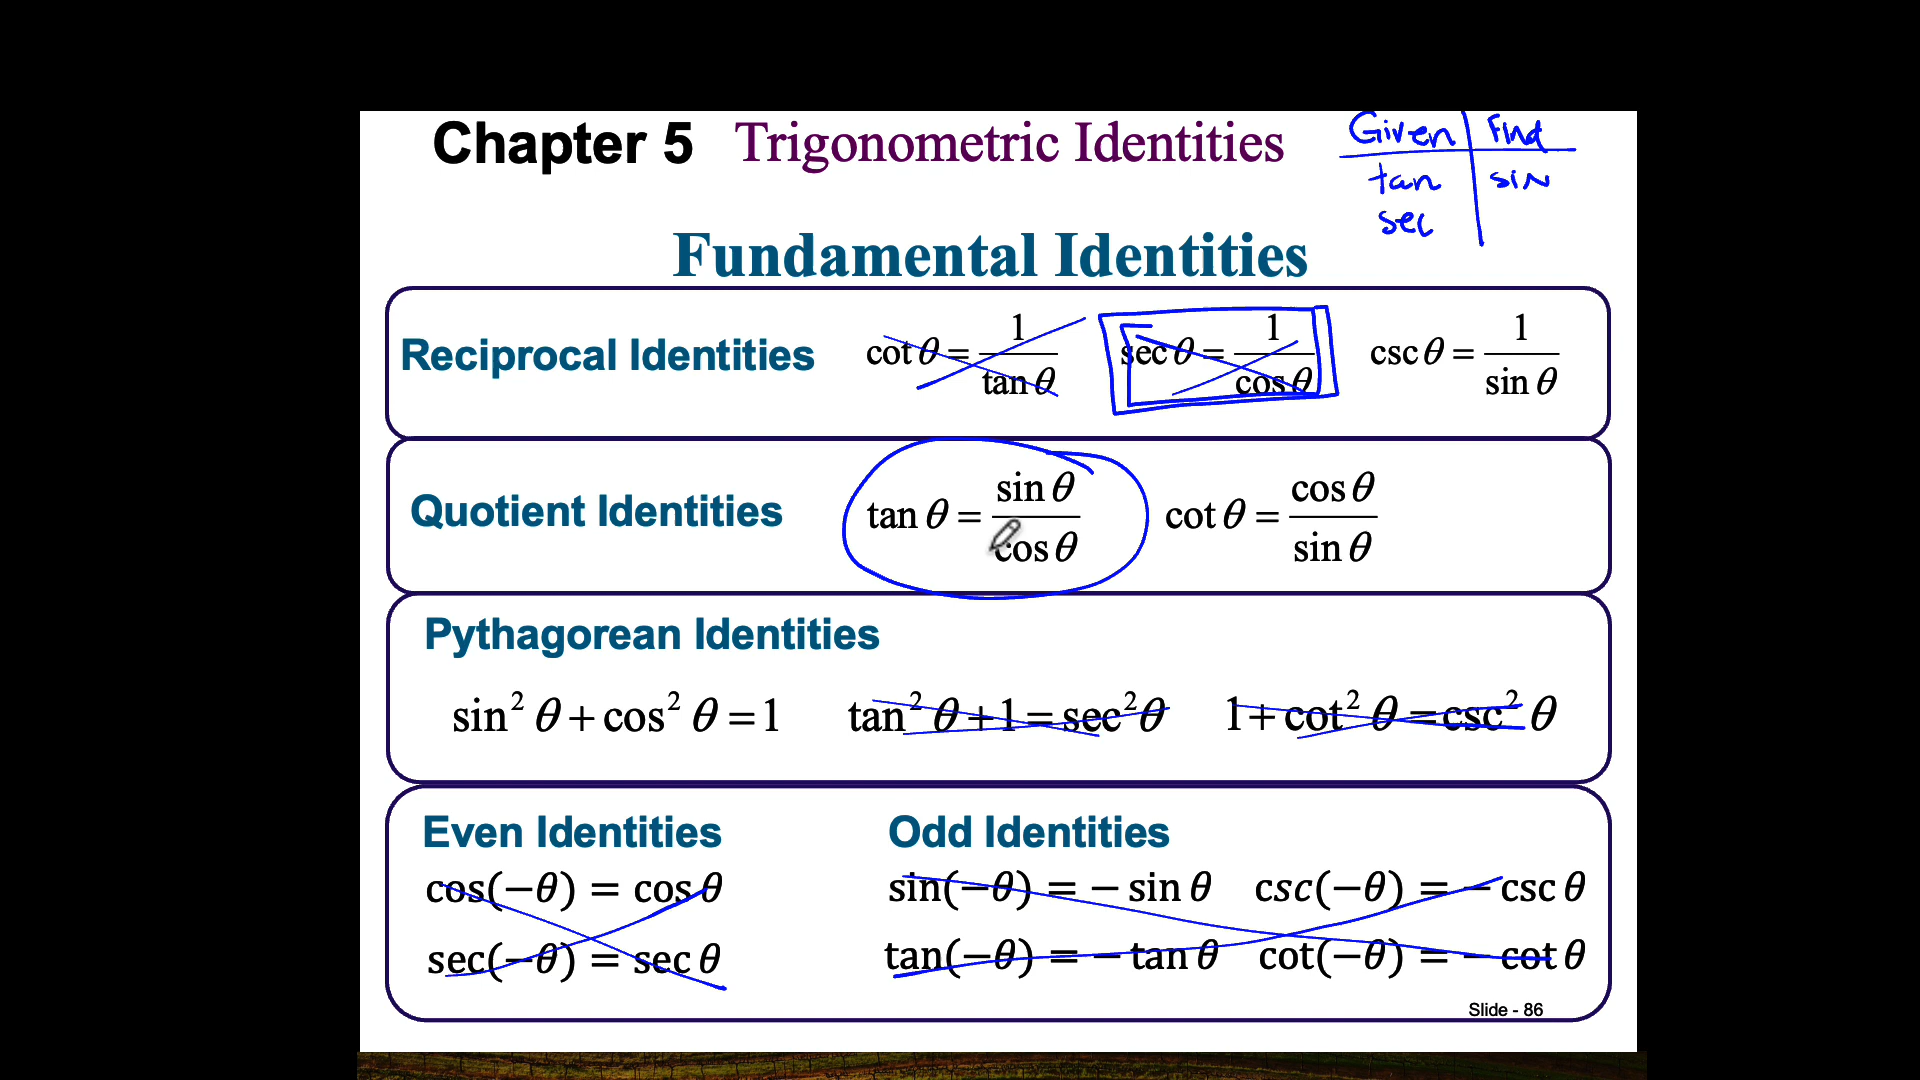 Chapter 5 Trigonometric Identities
Given Find
tan sin
sec
Fundamental Identities
Reciprocal Identities cot θ = 1/tan θ sec θ = 1/cos θ csc θ = 1/sin θ
Quotient Identities tan θ = sin θ/cos θ cot θ = cos θ/sin θ
Pythagorean Identities
sin² θ + cos² θ = 1 tan² θ + 1 = sec² θ 1 + cot² θ = csc² θ
Even Identities Odd Identities
cos(−θ) = cos θ sin(−θ) = − sin θ csc(−θ) = − csc θ
sec(−θ) = sec θ tan(−θ) = − tan θ cot(−θ) = − cot θ
Slide - 86